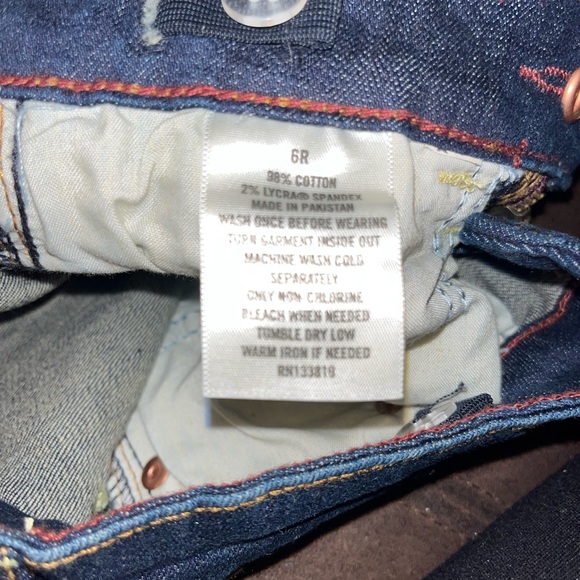 6R
98% COTTON
2% LYCRA® SPANDEX
MADE IN PAKISTAN
WASH ONCE BEFORE WEARING
TURN GARMENT INSIDE OUT
MACHINE WASH COLD
SEPARATELY
ONLY NON CHLORINE
BLEACH WHEN NEEDED
TUMBLE DRY LOW
WARM IRON IF NEEDED
RN133819